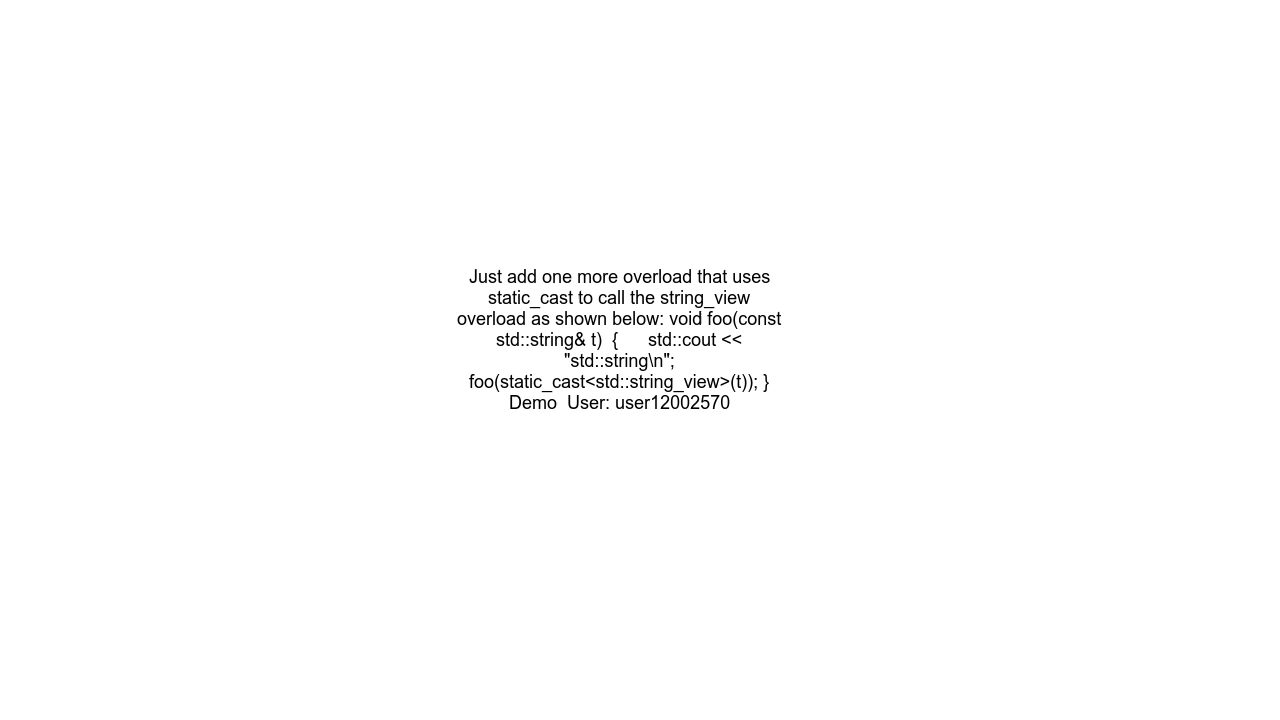 Just add one more overload that uses
static_cast to call the string_view
overload as shown below: void foo(const
std::string& t)  {      std::cout <<
"std::string\n";
foo(static_cast<std::string_view>(t)); }
Demo  User: user12002570